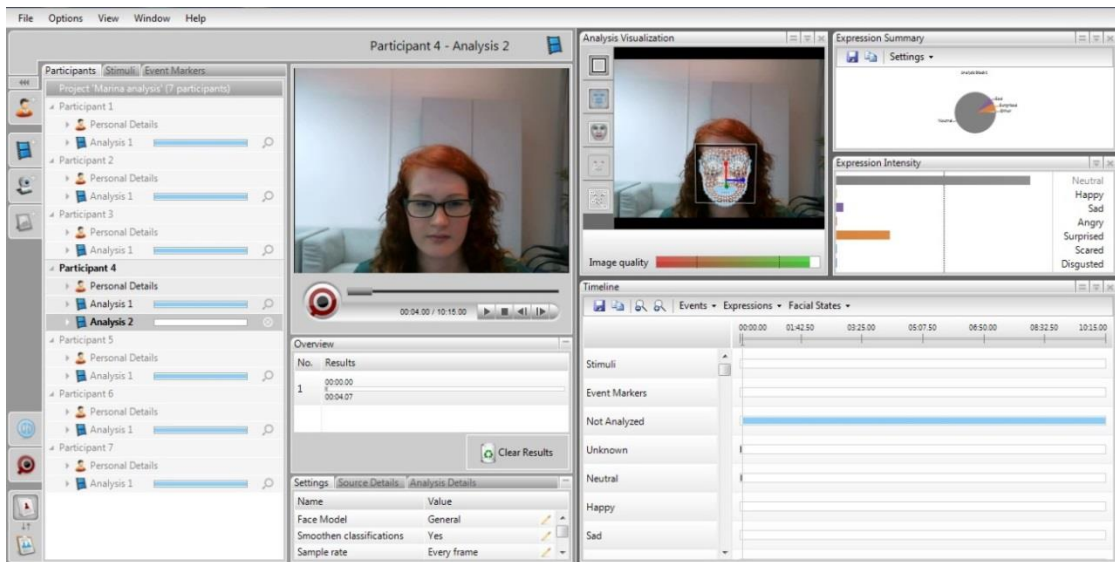 File Options View Window Help
Participant 4 - Analysis 2
Participants Stimuli Event Markers
Project 'Marina analysis' (7 participants)
Participant 1
Personal Details
Analysis 1
Participant 2
Personal Details
Analysis 1
Participant 3
Personal Details
Analysis 1
Participant 4
Personal Details
Analysis 1
Analysis 2
Participant 5
Personal Details
Analysis 1
Participant 6
Personal Details
Analysis 1
Participant 7
Personal Details
Analysis 1
00:04.00 / 10:15.00
Overview
No. Results
1
00:00.00
00:04.07
Clear Results
Settings Source Details Analysis Details
Name Value
Face Model General
Smoothen classifications Yes
Sample rate Every frame
Analysis Visualization
Image quality
Expression Summary
Settings
Sad
Surprised
Other
Neutral
Expression Intensity
Neutral
Happy
Sad
Angry
Surprised
Scared
Disgusted
Timeline
Events Expressions Facial States
00:00.00 01:42.50 03:25.00 05:07.50 06:50.00 08:32.50 10:15.00
Stimuli
Event Markers
Not Analyzed
Unknown
Neutral
Happy
Sad